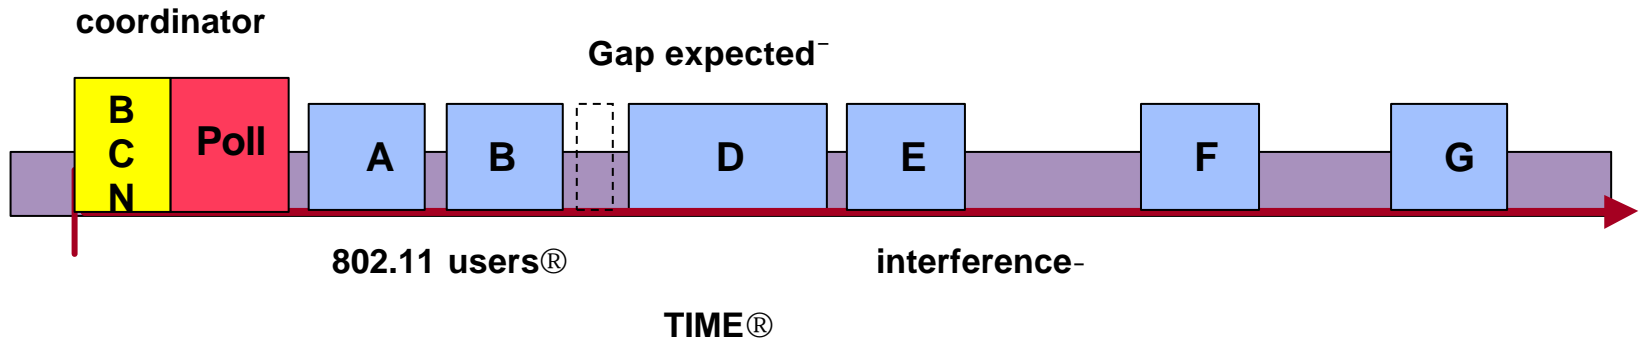 coordinator
Gap expected¯
B
C
N
Poll
A
B
D
E
F
G
802.11 users®
interference-
TIME®